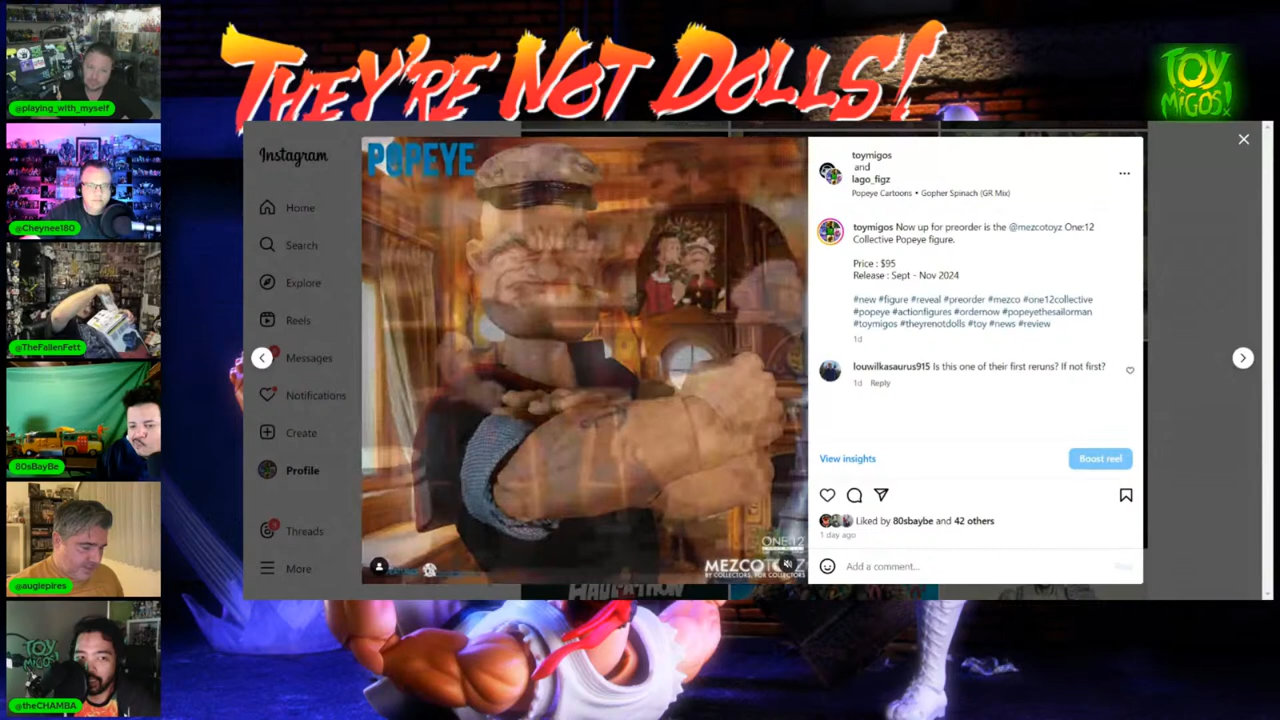 THEY'RE NOT DOLLS!
TOY
MIGOS!
@playing_with_myself
@Cheynee180
@TheFallenFett
80sBayBe
@augiepires
TOY
MIGOS!
@theCHAMBA
Instagram
Home
Search
Explore
Reels
Messages
Notifications
Create
Profile
Threads
More
POPEYE
ONE:12
MEZCOTOYZ
BY COLLECTORS, FOR COLLECTORS
toymigos
and
lago_figz
Popeye Cartoons • Gopher Spinach (GR Mix)
toymigos Now up for preorder is the @mezcotoyz One:12
Collective Popeye figure.
Price : $95
Release : Sept - Nov 2024
#new #figure #reveal #preorder #mezco #one12collective
#popeye #actionfigures #ordernow #popeyethesailorman
#toymigos #theyrenotdolls #toy #news #review
1d
louwilkasaurus915 Is this one of their first reruns? If not first?
1d Reply
View insights
Boost reel
Liked by 80sbaybe and 42 others
1 day ago
Add a comment...
Post
HAUL-A-THON